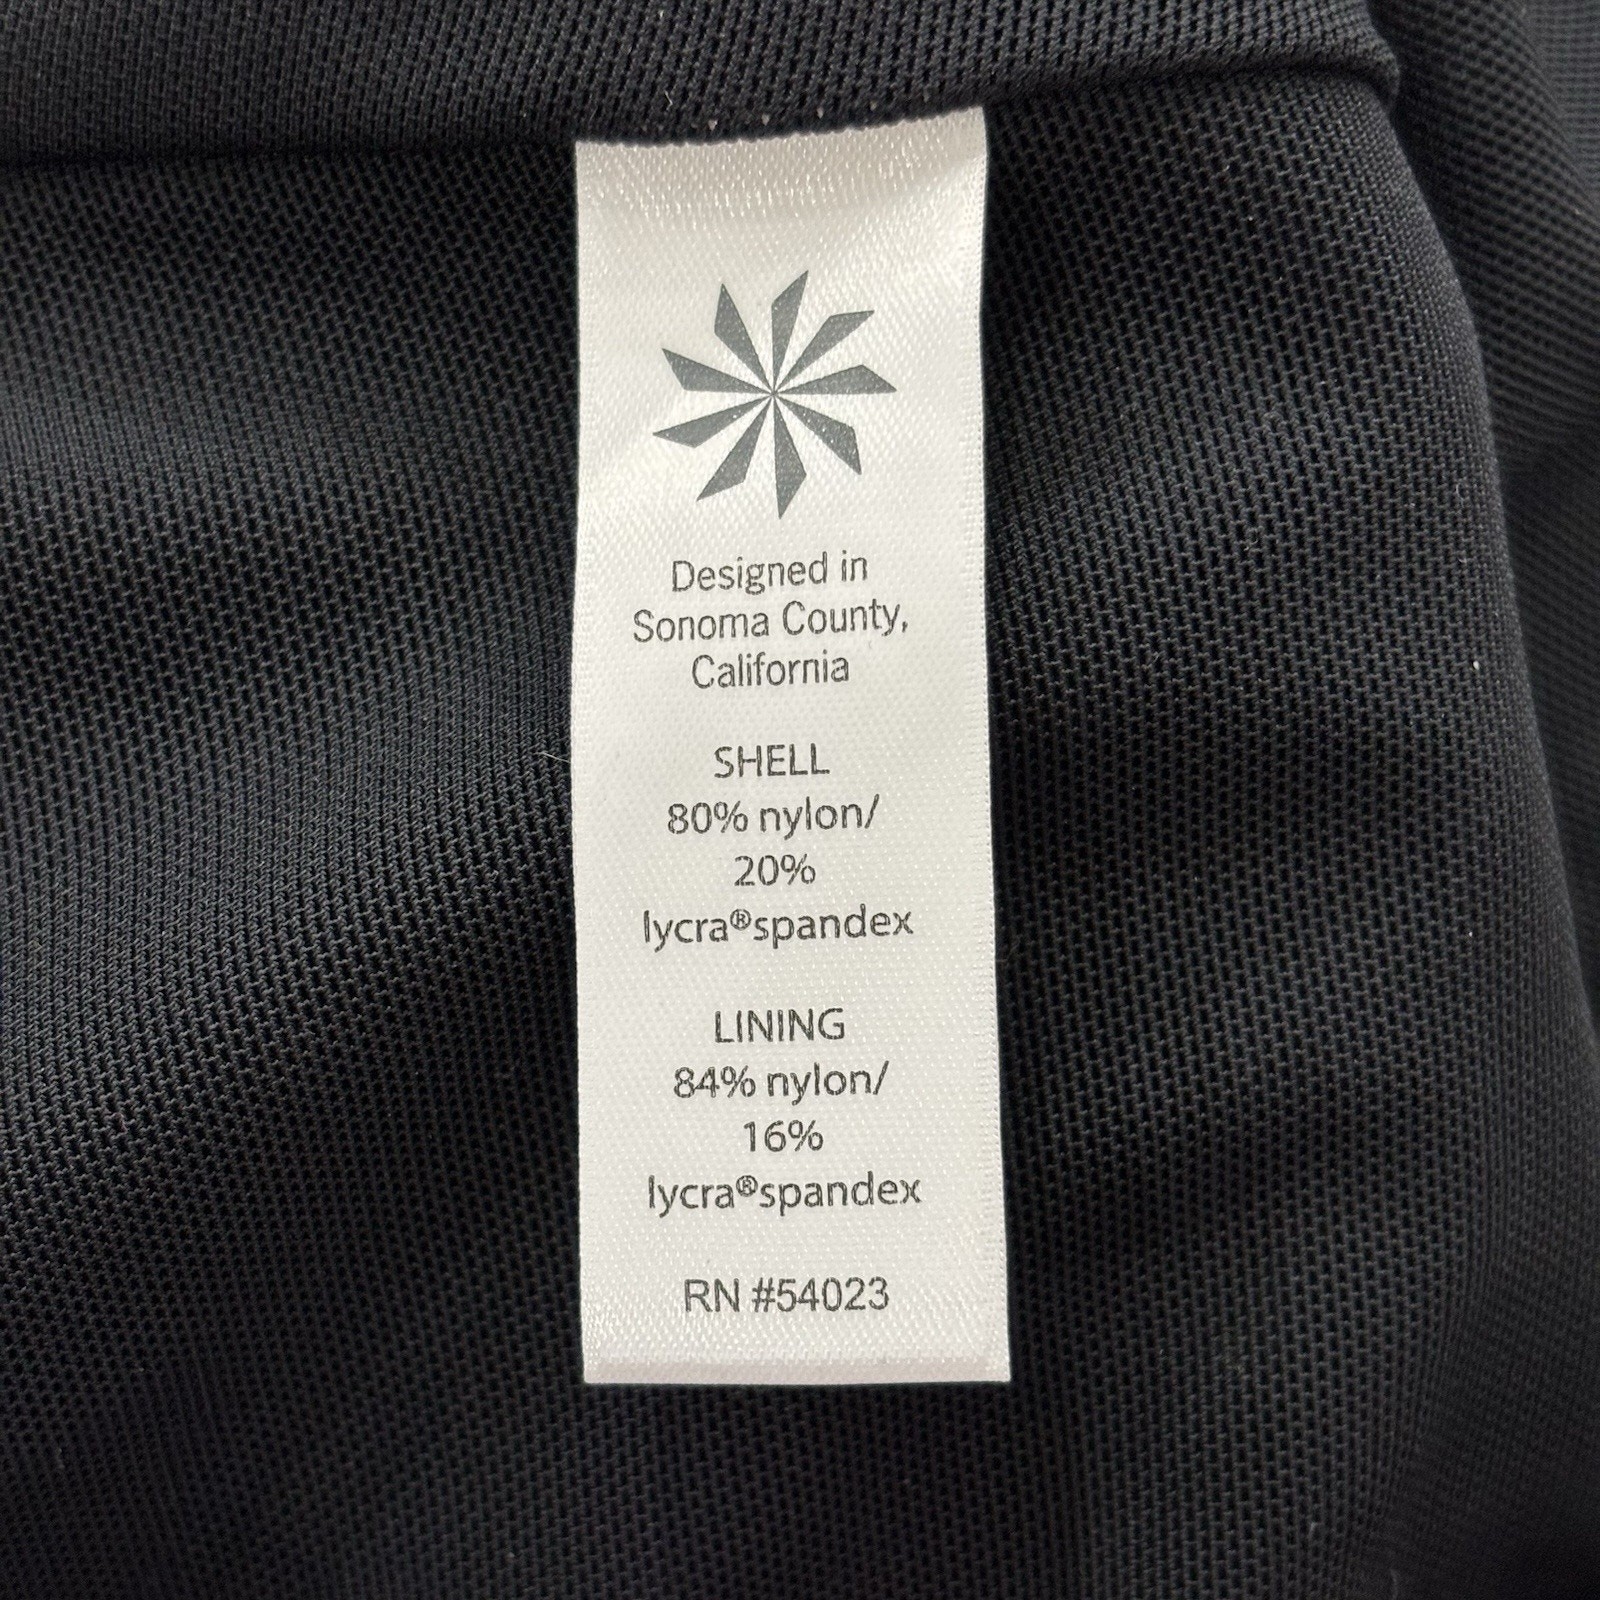 Designed in
Sonoma County,
California
SHELL
80% nylon/
20%
lycra®spandex
LINING
84% nylon/
16%
lycra®spandex
RN #54023